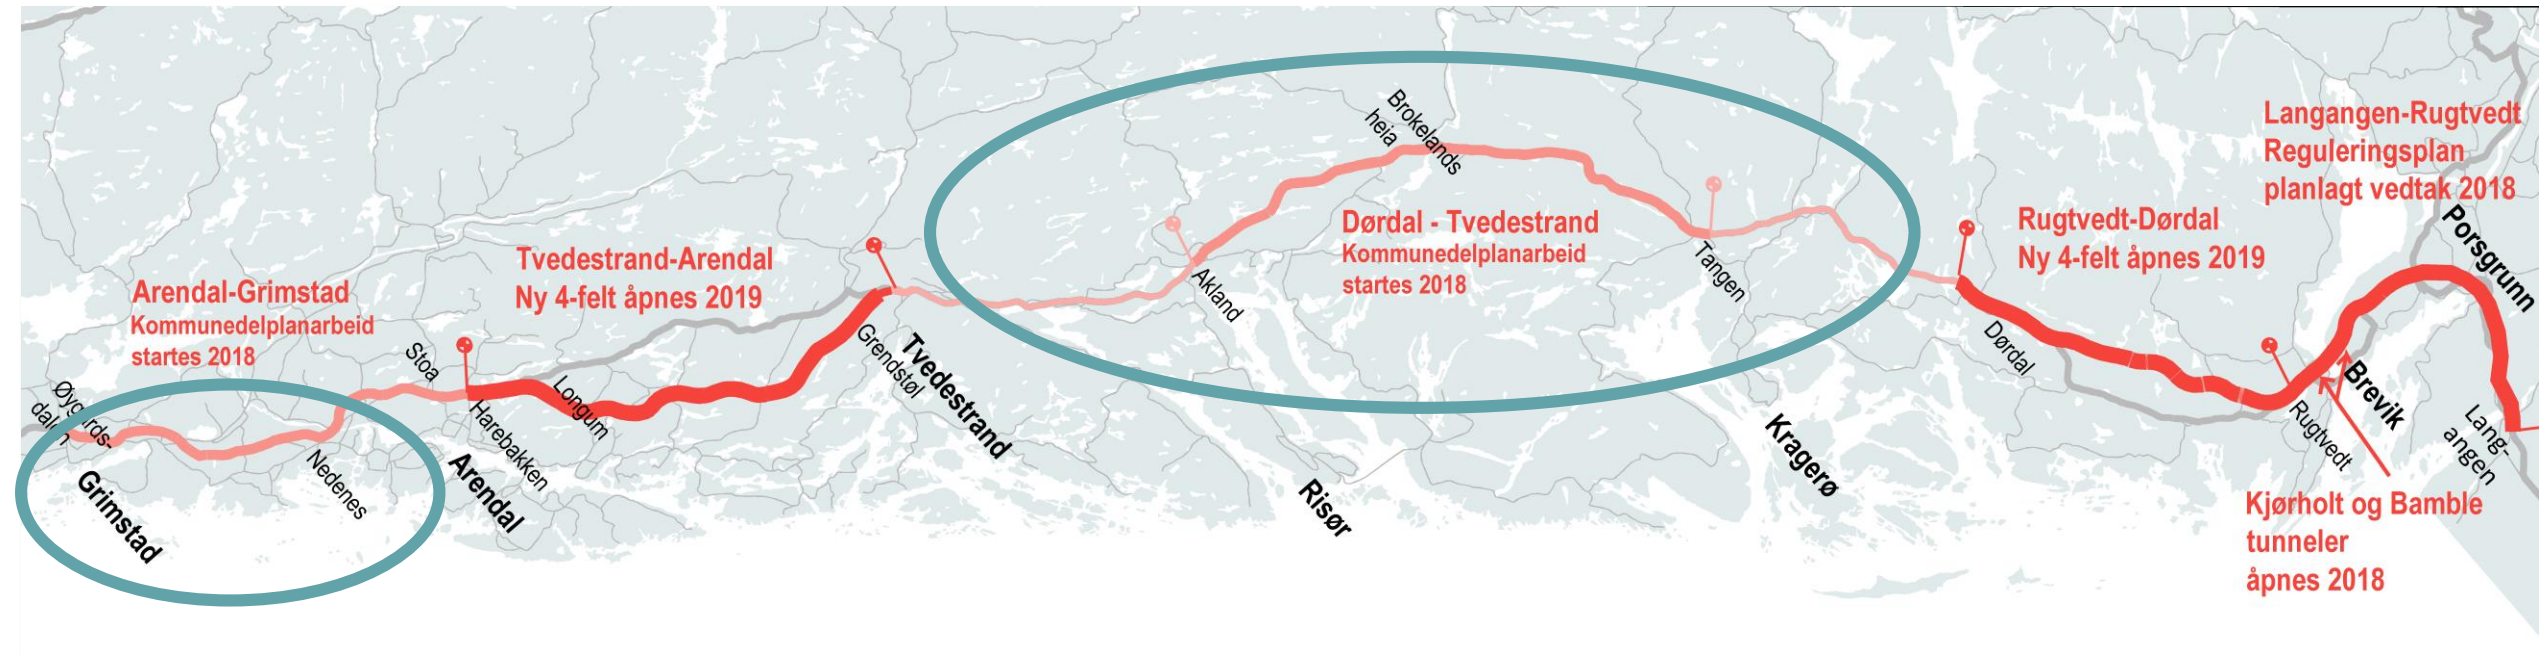 Øygards-
dalen
Grimstad
Arendal-Grimstad
Kommunedelplanarbeid
startes 2018
Nedenes
Stoa
Harebakken
Arendal
Longum
Tvedestrand-Arendal
Ny 4-felt åpnes 2019
Grendstøl
Tvedestrand
Akland
Risør
Brokelands
heia
Dørdal - Tvedestrand
Kommunedelplanarbeid
startes 2018
Tangen
Kragerø
Dørdal
Rugtvedt-Dørdal
Ny 4-felt åpnes 2019
Rugtvedt
Brevik
Kjørholt og Bamble
tunneler
åpnes 2018
Langangen-Rugtvedt
Reguleringsplan
planlagt vedtak 2018
Porsgrunn
Lang-
angen